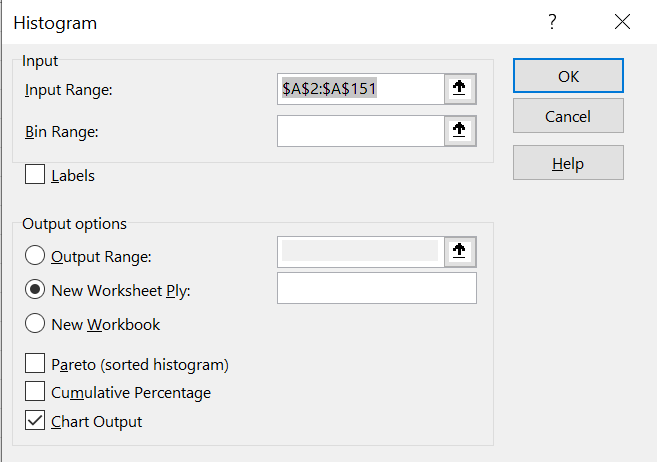 Histogram ?
Input
Input Range: $A$2:$A$151
Bin Range:
Labels
OK
Cancel
Help
Output options
Output Range:
New Worksheet Ply:
New Workbook
Pareto (sorted histogram)
Cumulative Percentage
Chart Output